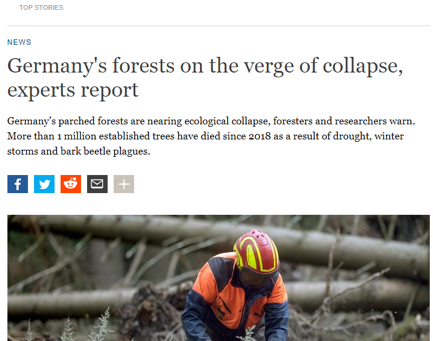 TOP STORIES
NEWS
Germany's forests on the verge of collapse,
experts report
Germany's parched forests are nearing ecological collapse, foresters and researchers warn.
More than 1 million established trees have died since 2018 as a result of drought, winter
storms and bark beetle plagues.